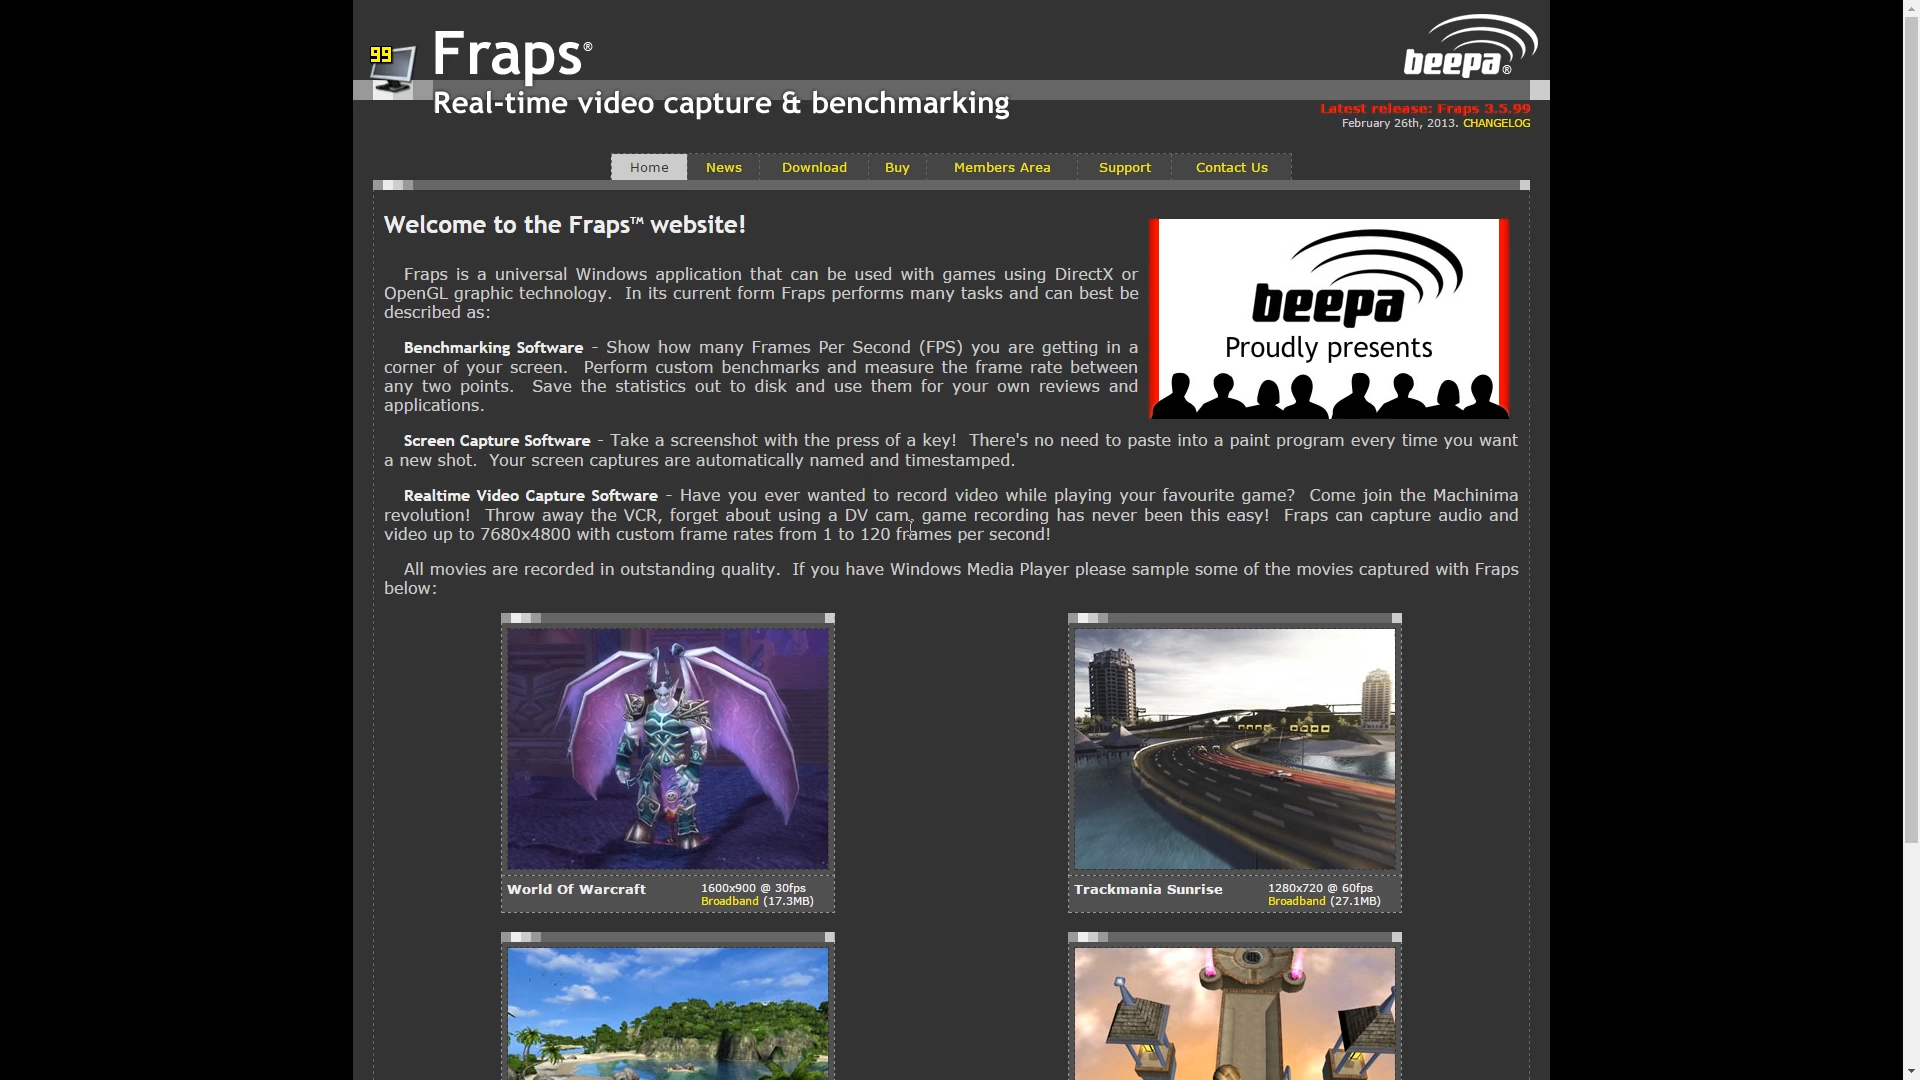 99
Fraps®
beepa®
Real-time video capture & benchmarking
Latest release: Fraps 3.5.99
February 26th, 2013. CHANGELOG
Home News Download Buy Members Area Support Contact Us
Welcome to the Fraps™ website!
Fraps is a universal Windows application that can be used with games using DirectX or
OpenGL graphic technology. In its current form Fraps performs many tasks and can best be
described as:
beepa
Proudly presents
Benchmarking Software - Show how many Frames Per Second (FPS) you are getting in a
corner of your screen. Perform custom benchmarks and measure the frame rate between
any two points. Save the statistics out to disk and use them for your own reviews and
applications.
Screen Capture Software - Take a screenshot with the press of a key! There's no need to paste into a paint program every time you want
a new shot. Your screen captures are automatically named and timestamped.
Realtime Video Capture Software - Have you ever wanted to record video while playing your favourite game? Come join the Machinima
revolution! Throw away the VCR, forget about using a DV cam, game recording has never been this easy! Fraps can capture audio and
video up to 7680x4800 with custom frame rates from 1 to 120 frames per second!
All movies are recorded in outstanding quality. If you have Windows Media Player please sample some of the movies captured with Fraps
below:
World Of Warcraft
1600x900 @ 30fps
Broadband (17.3MB)
Trackmania Sunrise
1280x720 @ 60fps
Broadband (27.1MB)